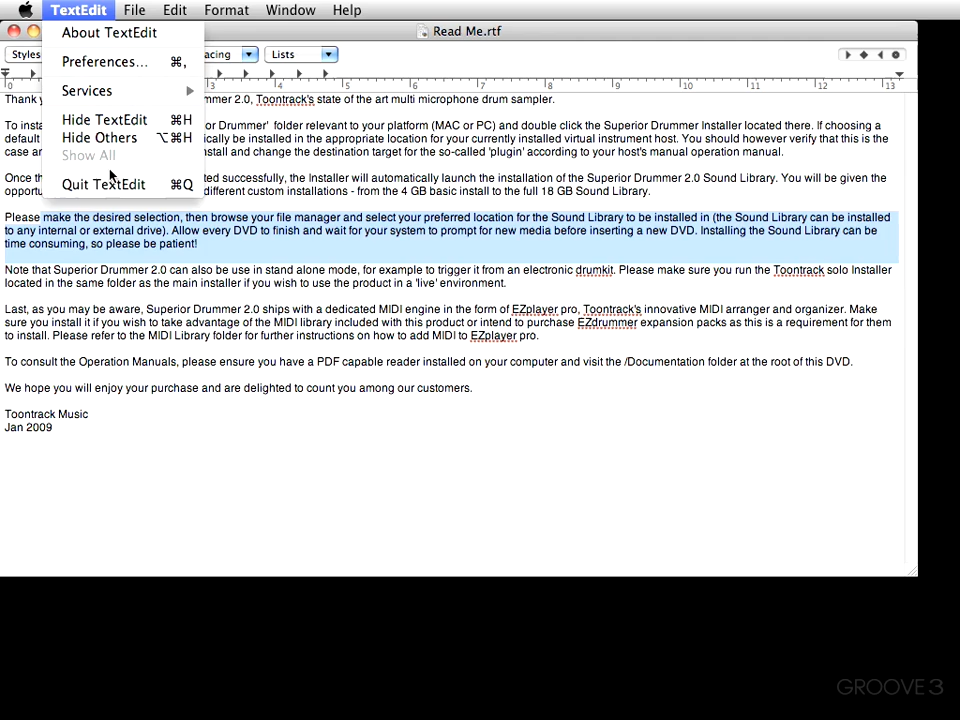 TextEdit File Edit Format Window Help
About TextEdit
Read Me.rtf
Styles
acing Lists
Preferences... ⌘,
0 3 4 5 6 7 8 9 10 11 12 13
Services
Thank mmer 2.0, Toontrack's state of the art multi microphone drum sampler.
Hide TextEdit ⌘H
To insta or Drummer' folder relevant to your platform (MAC or PC) and double click the Superior Drummer Installer located there. If choosing a
Hide Others ⌥⌘H
default ically be installed in the appropriate location for your currently installed virtual instrument host. You should however verify that this is the
Show All
case an nstall and change the destination target for the so-called 'plugin' according to your host's manual operation manual.
Once th ted successfully, the Installer will automatically launch the installation of the Superior Drummer 2.0 Sound Library. You will be given the
Quit TextEdit ⌘Q
opportu different custom installations - from the 4 GB basic install to the full 18 GB Sound Library.
Please make the desired selection, then browse your file manager and select your preferred location for the Sound Library to be installed in (the Sound Library can be installed
to any internal or external drive). Allow every DVD to finish and wait for your system to prompt for new media before inserting a new DVD. Installing the Sound Library can be
time consuming, so please be patient!
Note that Superior Drummer 2.0 can also be use in stand alone mode, for example to trigger it from an electronic drumkit. Please make sure you run the Toontrack solo Installer
located in the same folder as the main installer if you wish to use the product in a 'live' environment.
Last, as you may be aware, Superior Drummer 2.0 ships with a dedicated MIDI engine in the form of EZplayer pro, Toontrack's innovative MIDI arranger and organizer. Make
sure you install it if you wish to take advantage of the MIDI library included with this product or intend to purchase EZdrummer expansion packs as this is a requirement for them
to install. Please refer to the MIDI Library folder for further instructions on how to add MIDI to EZplayer pro.
To consult the Operation Manuals, please ensure you have a PDF capable reader installed on your computer and visit the /Documentation folder at the root of this DVD.
We hope you will enjoy your purchase and are delighted to count you among our customers.
Toontrack Music
Jan 2009
GROOVE3